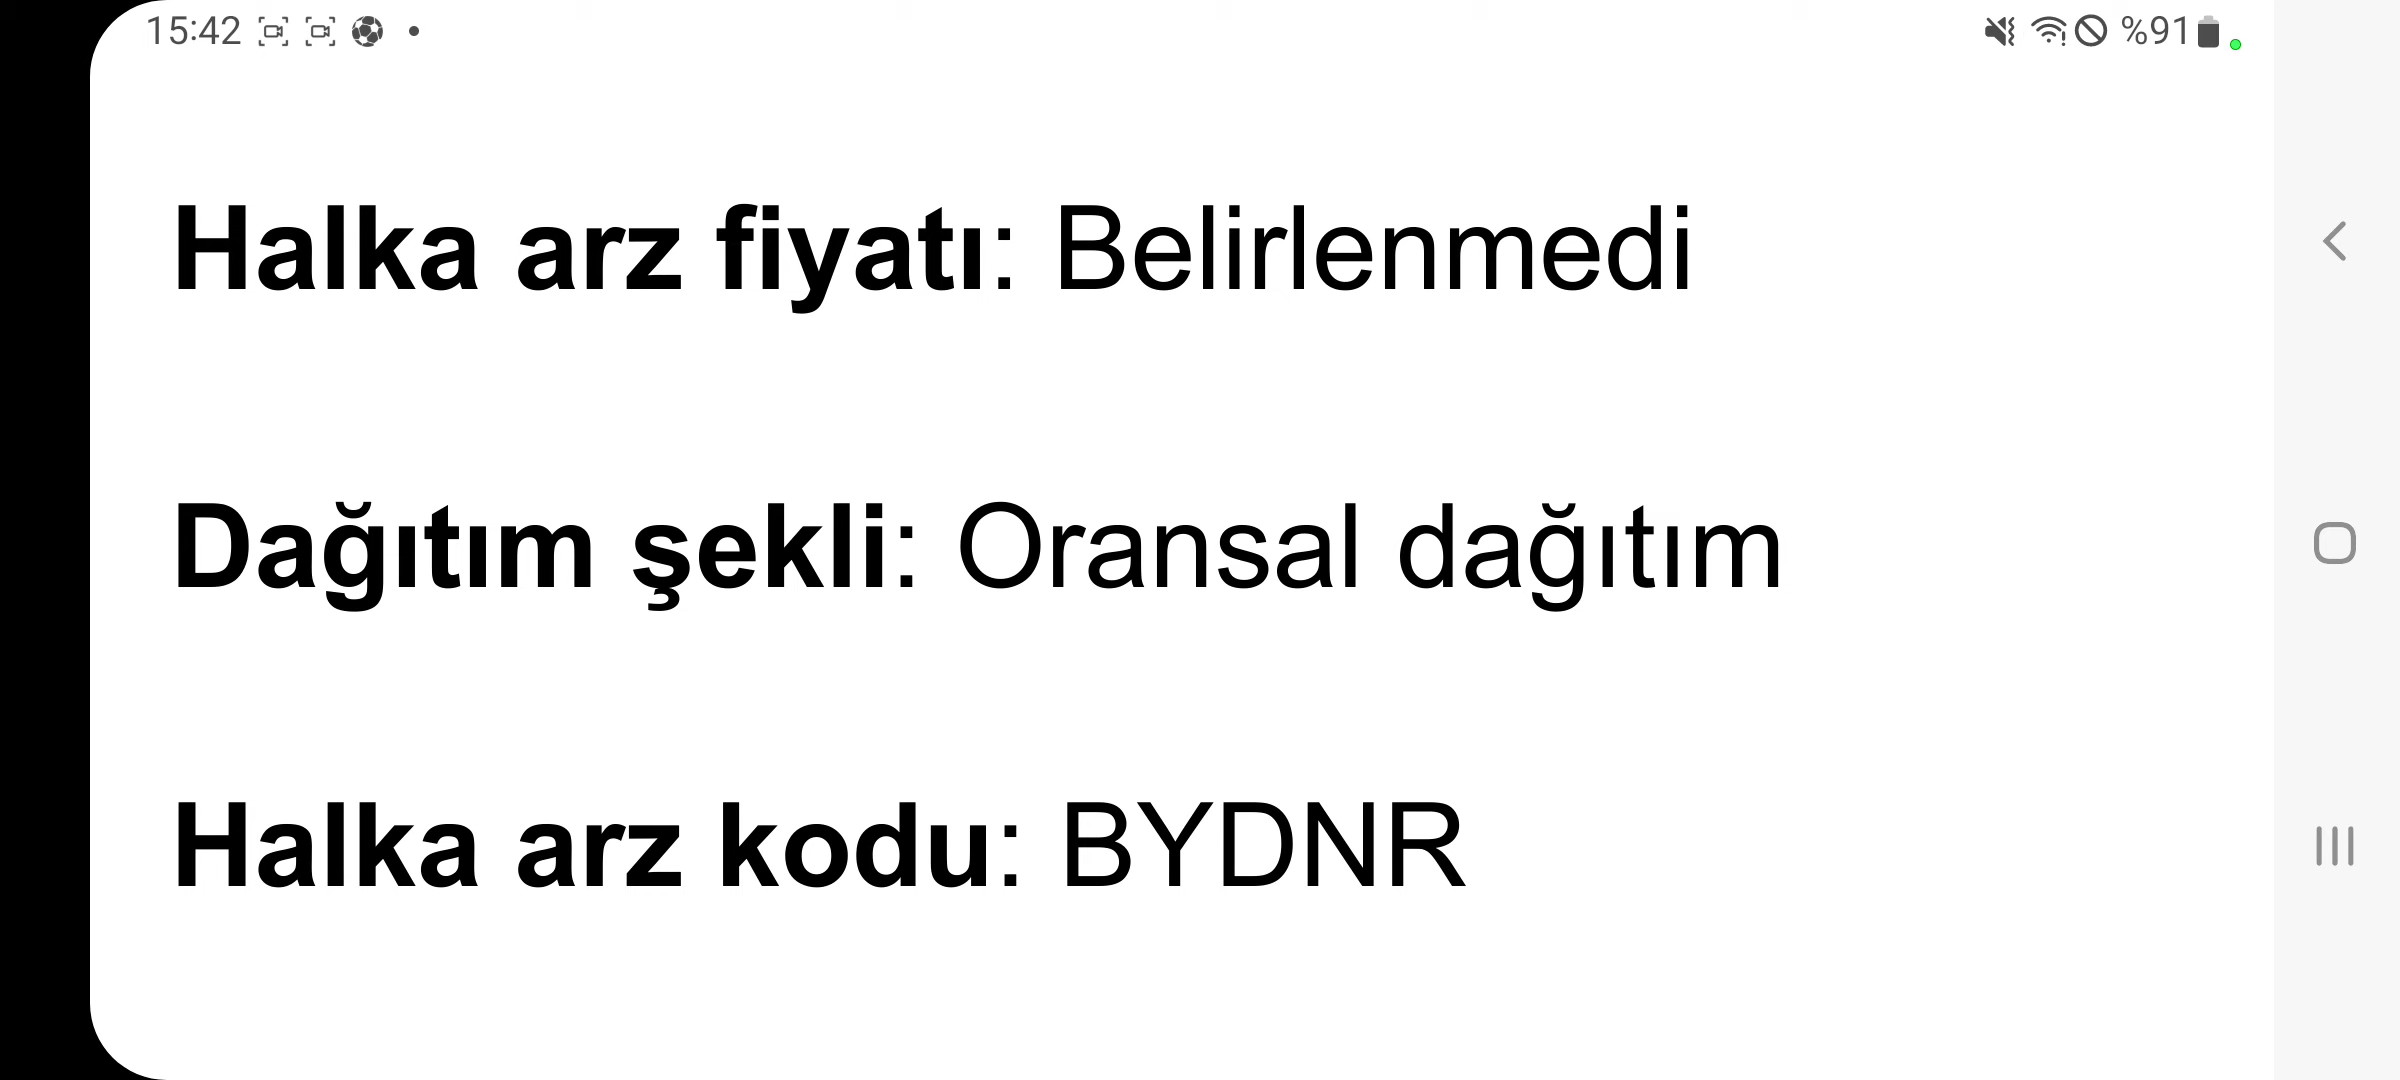 15:42 %91
Halka arz fiyatı: Belirlenmedi
Dağıtım şekli: Oransal dağıtım
Halka arz kodu: BYDNR